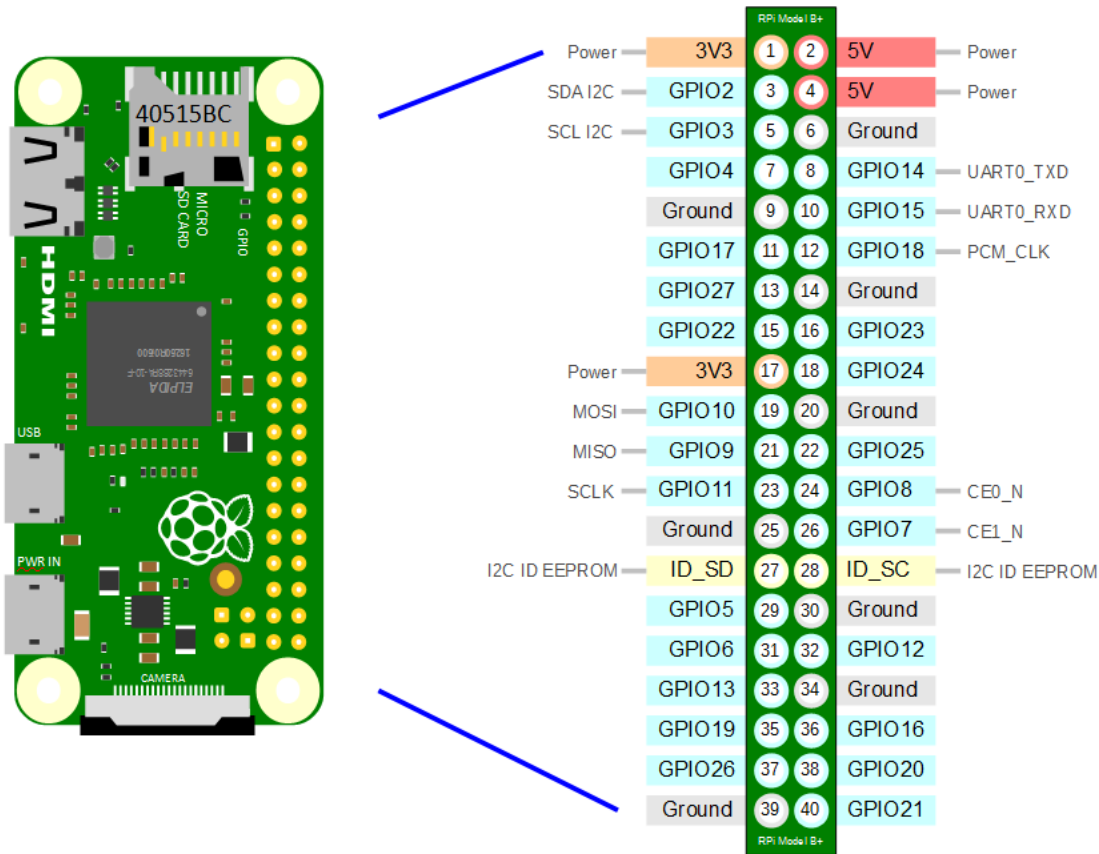 40515BC
MICRO
SD CARD
GPIO
HDMI
16260R0B00
6443258RL-10-F
ELPIDA
USB
PWR IN
CAMERA
RPi Model B+
Power 3V3 1 2 5V Power
SDA I2C GPIO2 3 4 5V Power
SCL I2C GPIO3 5 6 Ground
GPIO4 7 8 GPIO14 UART0_TXD
Ground 9 10 GPIO15 UART0_RXD
GPIO17 11 12 GPIO18 PCM_CLK
GPIO27 13 14 Ground
GPIO22 15 16 GPIO23
Power 3V3 17 18 GPIO24
MOSI GPIO10 19 20 Ground
MISO GPIO9 21 22 GPIO25
SCLK GPIO11 23 24 GPIO8 CE0_N
Ground 25 26 GPIO7 CE1_N
I2C ID EEPROM ID_SD 27 28 ID_SC I2C ID EEPROM
GPIO5 29 30 Ground
GPIO6 31 32 GPIO12
GPIO13 33 34 Ground
GPIO19 35 36 GPIO16
GPIO26 37 38 GPIO20
Ground 39 40 GPIO21
RPi Model B+